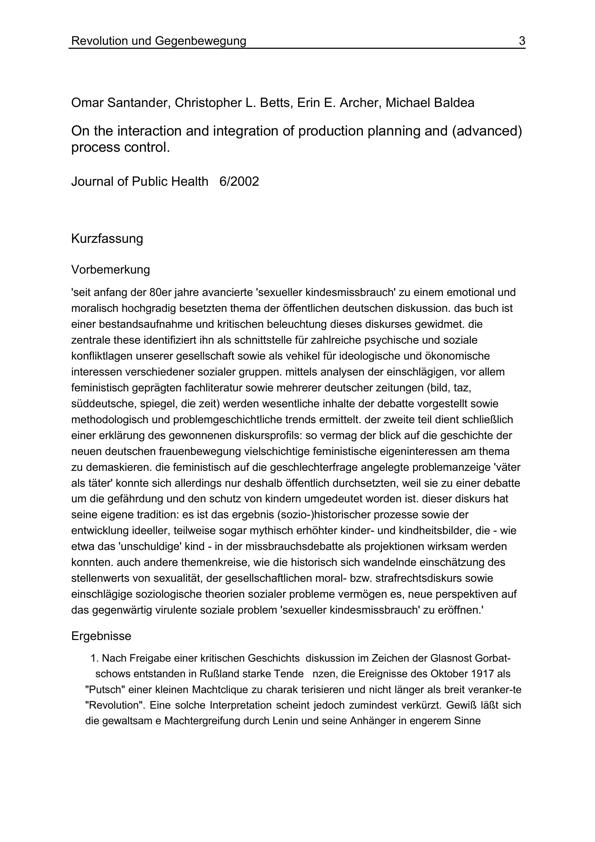 Revolution und Gegenbewegung 3
Omar Santander, Christopher L. Betts, Erin E. Archer, Michael Baldea
On the interaction and integration of production planning and (advanced)
process control.
Journal of Public Health 6/2002
Kurzfassung
Vorbemerkung
'seit anfang der 80er jahre avancierte 'sexueller kindesmissbrauch' zu einem emotional und
moralisch hochgradig besetzten thema der öffentlichen deutschen diskussion. das buch ist
einer bestandsaufnahme und kritischen beleuchtung dieses diskurses gewidmet. die
zentrale these identifiziert ihn als schnittstelle für zahlreiche psychische und soziale
konfliktlagen unserer gesellschaft sowie als vehikel für ideologische und ökonomische
interessen verschiedener sozialer gruppen. mittels analysen der einschlägigen, vor allem
feministisch geprägten fachliteratur sowie mehrerer deutscher zeitungen (bild, taz,
süddeutsche, spiegel, die zeit) werden wesentliche inhalte der debatte vorgestellt sowie
methodologisch und problemgeschichtliche trends ermittelt. der zweite teil dient schließlich
einer erklärung des gewonnenen diskursprofils: so vermag der blick auf die geschichte der
neuen deutschen frauenbewegung vielschichtige feministische eigeninteressen am thema
zu demaskieren. die feministisch auf die geschlechterfrage angelegte problemanzeige 'väter
als täter' konnte sich allerdings nur deshalb öffentlich durchsetzten, weil sie zu einer debatte
um die gefährdung und den schutz von kindern umgedeutet worden ist. dieser diskurs hat
seine eigene tradition: es ist das ergebnis (sozio-)historischer prozesse sowie der
entwicklung ideeller, teilweise sogar mythisch erhöhter kinder- und kindheitsbilder, die - wie
etwa das 'unschuldige' kind - in der missbrauchsdebatte als projektionen wirksam werden
konnten. auch andere themenkreise, wie die historisch sich wandelnde einschätzung des
stellenwerts von sexualität, der gesellschaftlichen moral- bzw. strafrechtsdiskurs sowie
einschlägige soziologische theorien sozialer probleme vermögen es, neue perspektiven auf
das gegenwärtig virulente soziale problem 'sexueller kindesmissbrauch' zu eröffnen.'
Ergebnisse
1. Nach Freigabe einer kritischen Geschichts diskussion im Zeichen der Glasnost Gorbat-
schows entstanden in Rußland starke Tende nzen, die Ereignisse des Oktober 1917 als
"Putsch" einer kleinen Machtclique zu charak terisieren und nicht länger als breit veranker-te
"Revolution". Eine solche Interpretation scheint jedoch zumindest verkürzt. Gewiß läßt sich
die gewaltsam e Machtergreifung durch Lenin und seine Anhänger in engerem Sinne